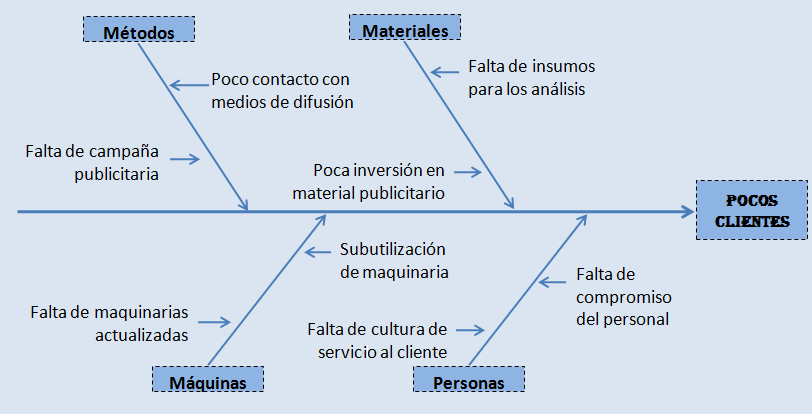 Métodos
Materiales
Poco contacto con
medios de difusión
Falta de insumos
para los análisis
Falta de campaña
publicitaria
Poca inversión en
material publicitario
POCOS
CLIENTES
Subutilización
de maquinaria
Falta de
compromiso
del personal
Falta de maquinarias
actualizadas
Falta de cultura de
servicio al cliente
Máquinas
Personas